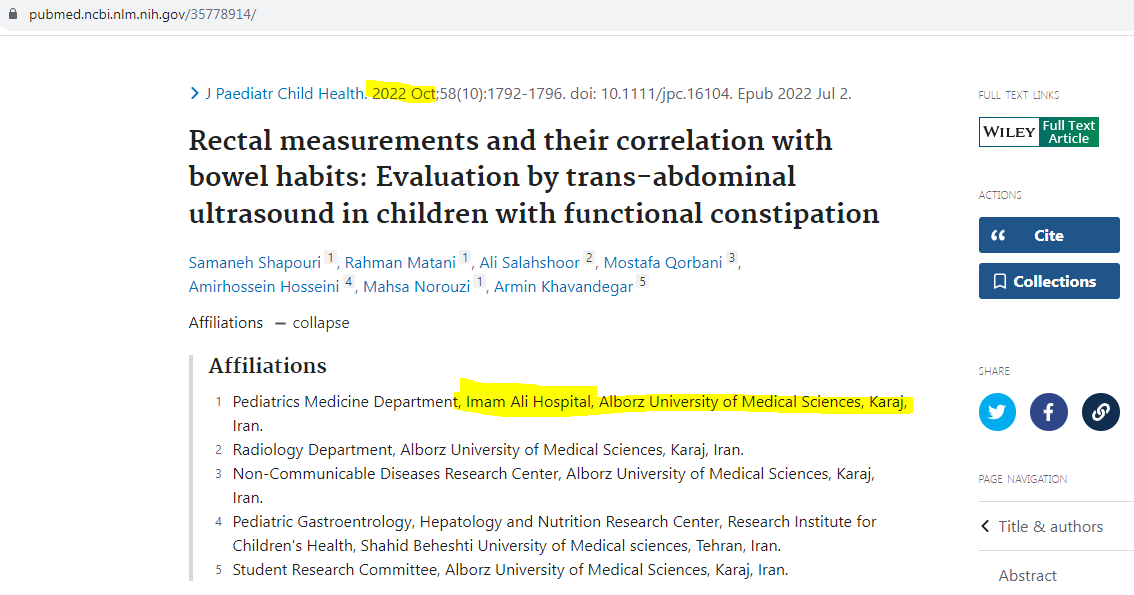 pubmed.ncbi.nlm.nih.gov/35778914/
J Paediatr Child Health. 2022 Oct;58(10):1792-1796. doi: 10.1111/jpc.16104. Epub 2022 Jul 2.
Rectal measurements and their correlation with
bowel habits: Evaluation by trans-abdominal
ultrasound in children with functional constipation
Samaneh Shapouri 1, Rahman Matani 1, Ali Salahshoor 2, Mostafa Qorbani 3,
Amirhossein Hosseini 4, Mahsa Norouzi 1, Armin Khavandegar 5
Affiliations — collapse
Affiliations
1 Pediatrics Medicine Department, Imam Ali Hospital, Alborz University of Medical Sciences, Karaj,
Iran.
2 Radiology Department, Alborz University of Medical Sciences, Karaj, Iran.
3 Non-Communicable Diseases Research Center, Alborz University of Medical Sciences, Karaj,
Iran.
4 Pediatric Gastroenterology, Hepatology and Nutrition Research Center, Research Institute for
Children's Health, Shahid Beheshti University of Medical sciences, Tehran, Iran.
5 Student Research Committee, Alborz University of Medical Sciences, Karaj, Iran.
FULL TEXT LINKS
WILEY Full Text
Article
ACTIONS
Cite
Collections
SHARE
PAGE NAVIGATION
Title & authors
Abstract